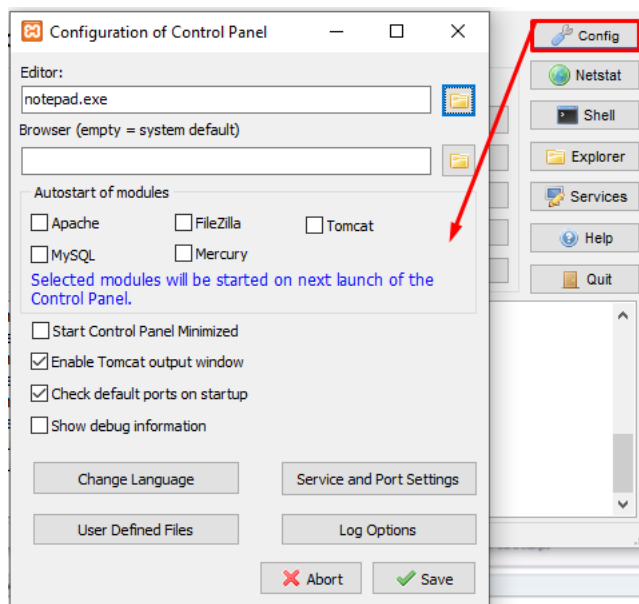 Configuration of Control Panel
Config
Editor:
notepad.exe
Netstat
Browser (empty = system default)
Shell
Explorer
Autostart of modules
Services
Apache
FileZilla
Tomcat
Help
MySQL
Mercury
Selected modules will be started on next launch of the
Control Panel.
Quit
Start Control Panel Minimized
Enable Tomcat output window
Check default ports on startup
Show debug information
Change Language
Service and Port Settings
User Defined Files
Log Options
Abort
Save